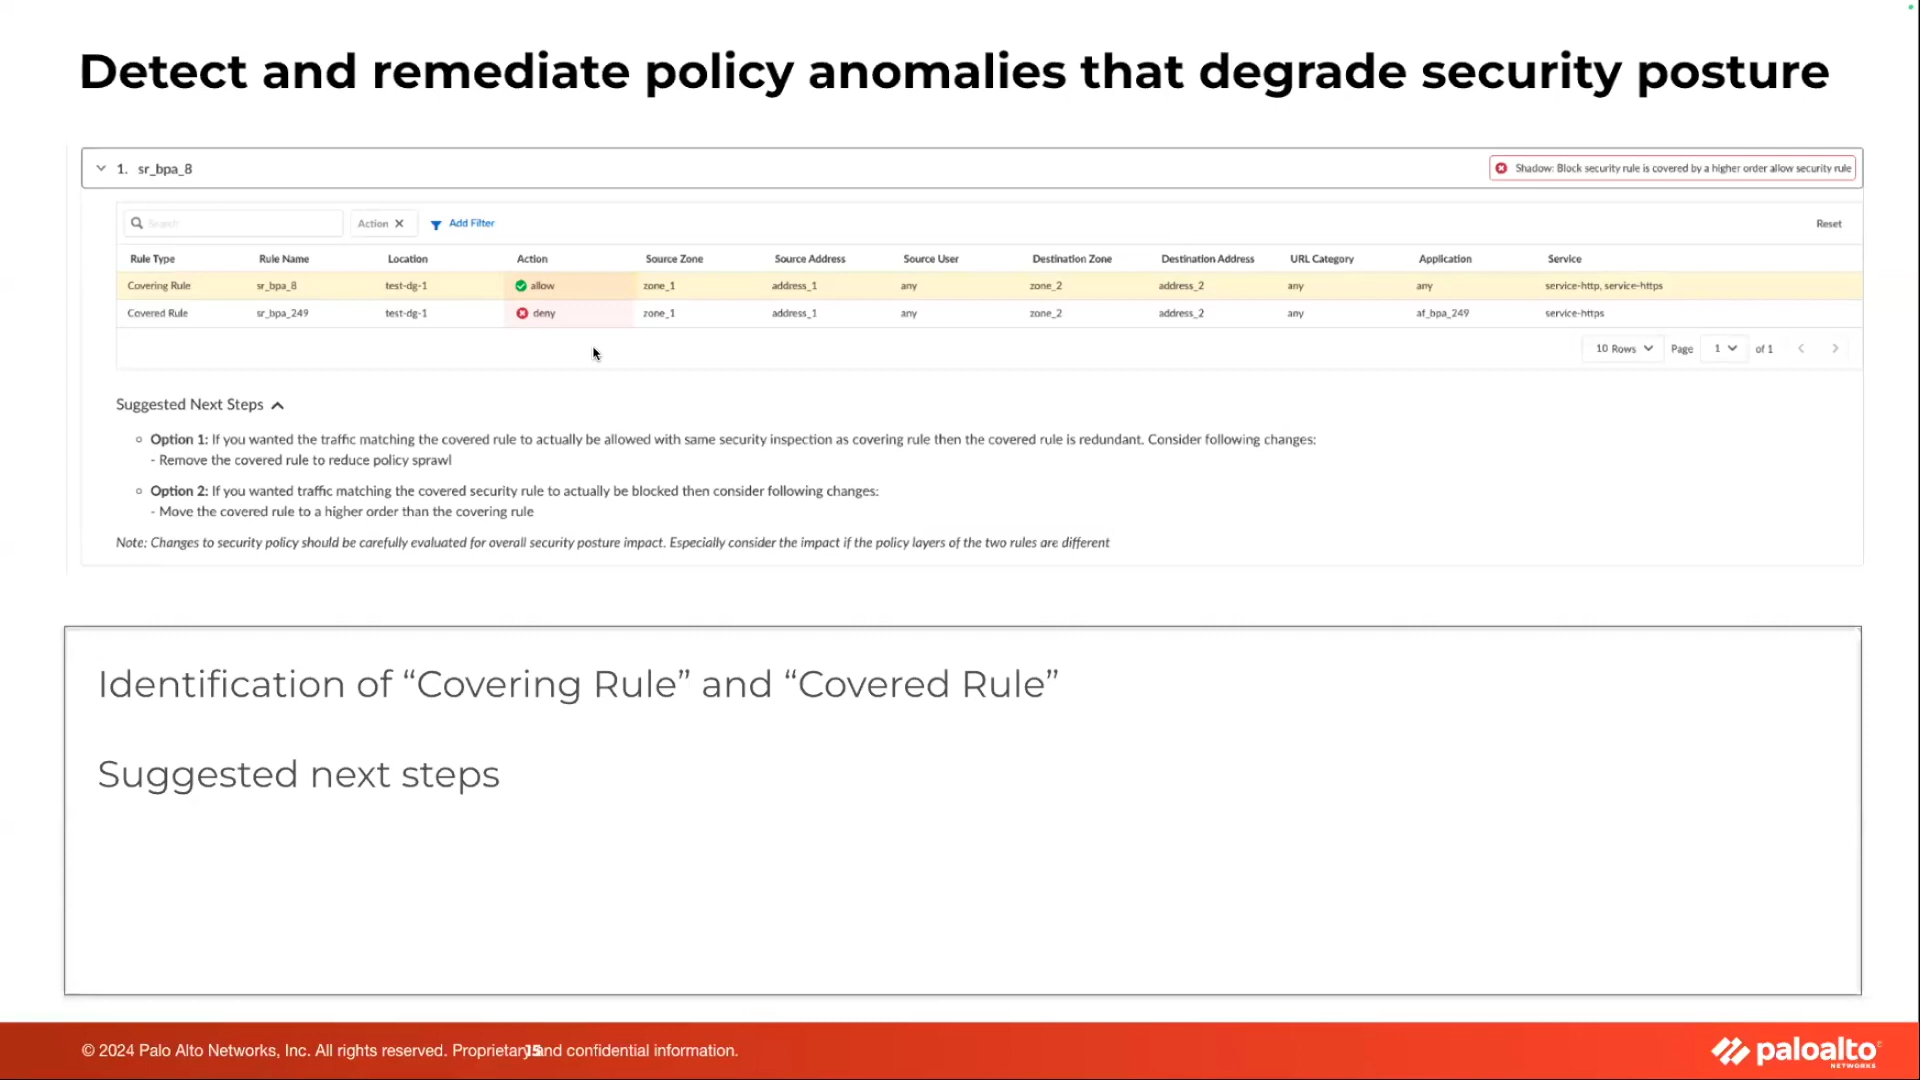 Detect and remediate policy anomalies that degrade security posture
1. sr_bpa_8
Shadow: Block security rule is covered by a higher order allow security rule
Search
Action
Add Filter
Reset
Rule Type Rule Name Location Action Source Zone Source Address Source User Destination Zone Destination Address URL Category Application Service
Covering Rule sr_bpa_8 test-dg-1 allow zone_1 address_1 any zone_2 address_2 any any service-http, service-https
Covered Rule sr_bpa_249 test-dg-1 deny zone_1 address_1 any zone_2 address_2 any af_bpa_249 service-https
10 Rows Page 1 of 1
Suggested Next Steps
Option 1: If you wanted the traffic matching the covered rule to actually be allowed with same security inspection as covering rule then the covered rule is redundant. Consider following changes:
- Remove the covered rule to reduce policy sprawl
Option 2: If you wanted traffic matching the covered security rule to actually be blocked then consider following changes:
- Move the covered rule to a higher order than the covering rule
Note: Changes to security policy should be carefully evaluated for overall security posture impact. Especially consider the impact if the policy layers of the two rules are different
Identification of “Covering Rule” and “Covered Rule”
Suggested next steps
© 2024 Palo Alto Networks, Inc. All rights reserved. Proprietary and confidential information.
15
paloalto
NETWORKS